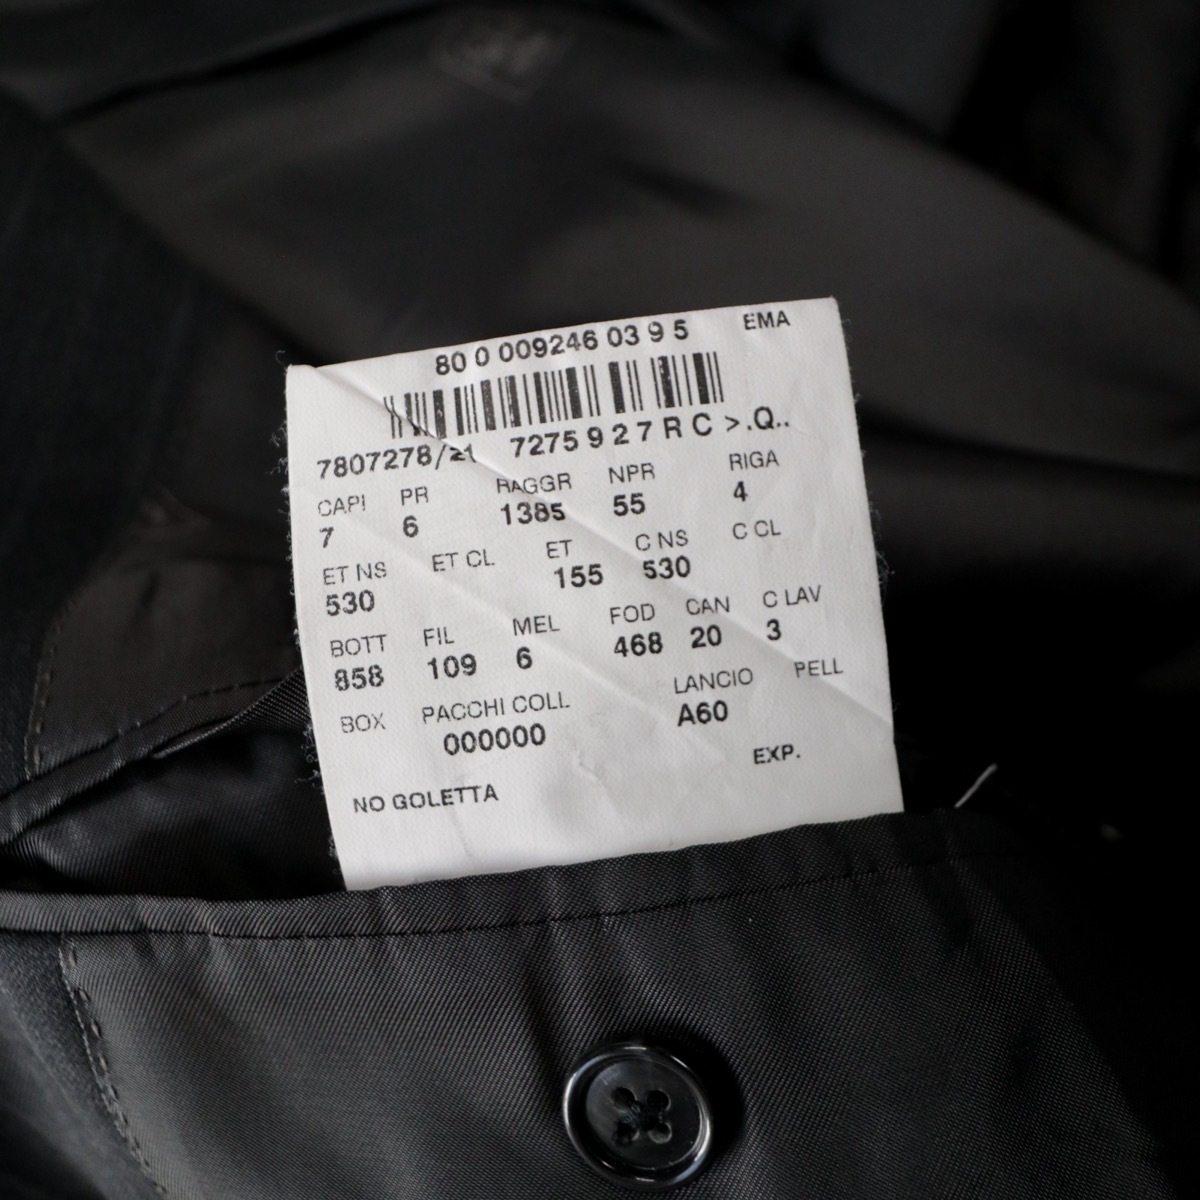 80 0 009246 03 9 5 EMA
7807278/21 7275 9 2 7 R C >.Q..
CAPI PR RAGGR NPR RIGA
7 6 1385 55 4
ET NS ET CL ET C NS C CL
530 155 530
BOTT FIL MEL FOD CAN C LAV
858 109 6 468 20 3
BOX PACCHI COLL LANCIO PELL
000000 A60
EXP.
NO GOLETTA